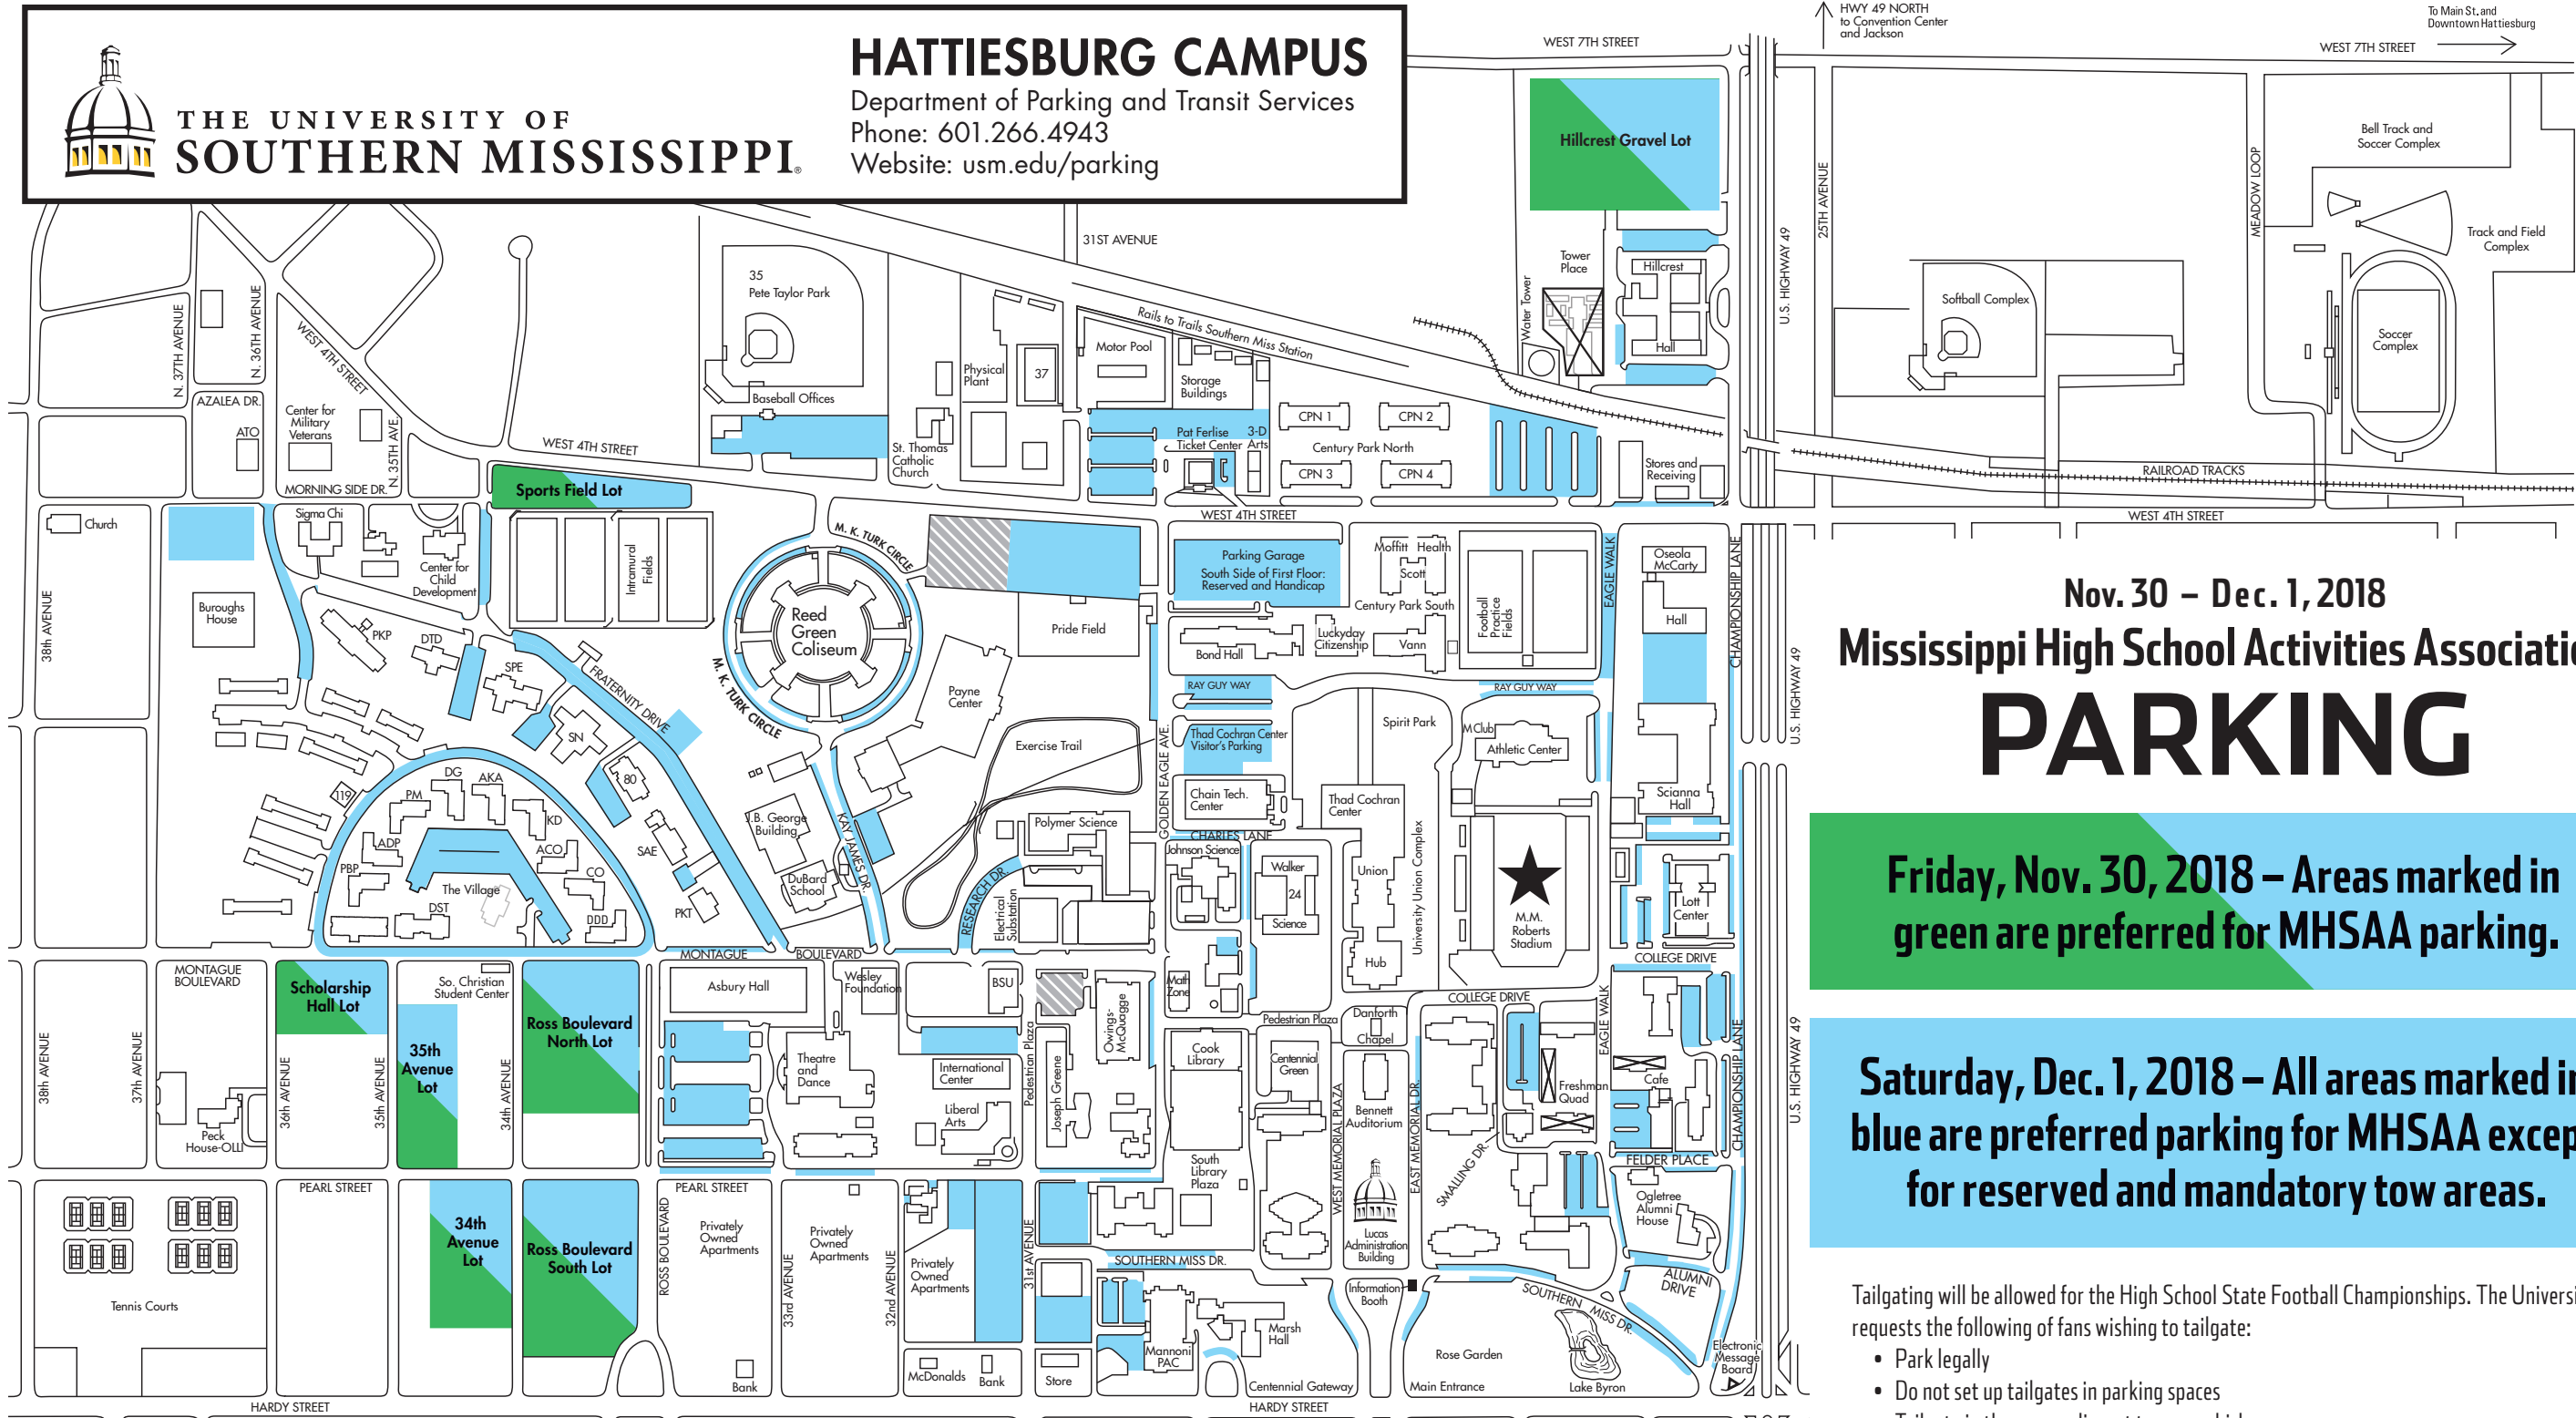 THE UNIVERSITY OF
SOUTHERN MISSISSIPPI®
HATTIESBURG CAMPUS
Department of Parking and Transit Services
Phone: 601.266.4943
Website: usm.edu/parking
HWY 49 NORTH
to Convention Center
and Jackson
To Main St. and
Downtown Hattiesburg
WEST 7TH STREET
WEST 7TH STREET
Hillcrest Gravel Lot
25TH AVENUE
MEADOW LOOP
Bell Track and
Soccer Complex
Track and Field
Complex
Softball Complex
Soccer
Complex
RAILROAD TRACKS
WEST 4TH STREET
U.S. HIGHWAY 49
31ST AVENUE
Tower
Place
Water Tower
Hillcrest
Hall
35
Pete Taylor Park
Baseball Offices
Rails to Trails Southern Miss Station
Motor Pool
Physical
Plant
37
Storage
Buildings
N. 37TH AVENUE
N. 36TH AVENUE
WEST 4TH STREET
AZALEA DR.
ATO
Center for
Military
Veterans
N. 35TH AVE.
MORNING SIDE DR.
WEST 4TH STREET
St. Thomas
Catholic
Church
Pat Ferlise
Ticket Center
3-D
Arts
CPN 1
CPN 2
Century Park North
CPN 3
CPN 4
Stores and
Receiving
Sports Field Lot
WEST 4TH STREET
Church
Sigma Chi
Center for
Child
Development
Intramural
Fields
M. K. TURK CIRCLE
Reed
Green
Coliseum
M. K. TURK CIRCLE
Parking Garage
South Side of First Floor:
Reserved and Handicap
Moffitt
Health
Scott
Century Park South
Football
Practice
Fields
EAGLE WALK
Oseola
McCarty
Hall
CHAMPIONSHIP LANE
38th AVENUE
Buroughs
House
PKP
DTD
SPE
FRATERNITY DRIVE
SN
Pride Field
Bond Hall
Luckyday
Citizenship
Vann
RAY GUY WAY
RAY GUY WAY
U.S. HIGHWAY 49
Payne
Center
Exercise Trail
GOLDEN EAGLE AVE.
Thad Cochran Center
Visitor's Parking
Spirit Park
M Club
Athletic Center
80
DG
AKA
119
PM
KD
ADP
ACO
SAE
PBP
CO
The Village
DST
DDD
PKT
J.B. George
Building
KAY JAMES DR.
DuBard
School
Polymer Science
RESEARCH DR.
Electrical
Substation
Chain Tech.
Center
CHARLES LANE
Johnson Science
Walker
24
Science
Thad Cochran
Center
Union
Hub
University Union Complex
M.M.
Roberts
Stadium
Scianna
Hall
Lott
Center
COLLEGE DRIVE
MONTAGUE
BOULEVARD
MONTAGUE
BOULEVARD
Scholarship
Hall Lot
So. Christian
Student Center
Ross Boulevard
North Lot
Asbury Hall
Wesley
Foundation
BSU
Owings-
McQuagge
Math
Zone
COLLEGE DRIVE
Pedestrian Plaza
Danforth
Chapel
EAGLE WALK
38th AVENUE
37th AVENUE
36th AVENUE
35th AVENUE
35th
Avenue
Lot
34th AVENUE
Theatre
and
Dance
International
Center
Pedestrian Plaza
Joseph Greene
Cook
Library
Centennial
Green
Bennett
Auditorium
WEST MEMORIAL PLAZA
EAST MEMORIAL DR.
Freshman
Quad
Cafe
CHAMPIONSHIP LANE
U.S. HIGHWAY 49
Peck
House-OLLI
Liberal
Arts
South
Library
Plaza
SMALLING DR.
FELDER PLACE
PEARL STREET
PEARL STREET
Ogletree
Alumni
House
Tennis Courts
34th
Avenue
Lot
Ross Boulevard
South Lot
ROSS BOULEVARD
Privately
Owned
Apartments
33rd AVENUE
Privately
Owned
Apartments
32nd AVENUE
Privately
Owned
Apartments
31st AVENUE
SOUTHERN MISS DR.
Lucas
Administration
Building
Information
Booth
SOUTHERN MISS DR.
ALUMNI
DRIVE
Marsh
Hall
Mannoni
PAC
Rose Garden
Lake Byron
Electronic
Message
Board
Bank
McDonalds
Bank
Store
Centennial Gateway
Main Entrance
HARDY STREET
HARDY STREET
Nov. 30 – Dec. 1, 2018
Mississippi High School Activities Associatio
PARKING
Friday, Nov. 30, 2018 – Areas marked in
green are preferred for MHSAA parking.
Saturday, Dec. 1, 2018 – All areas marked in
blue are preferred parking for MHSAA excep
for reserved and mandatory tow areas.
Tailgating will be allowed for the High School State Football Championships. The Universi
requests the following of fans wishing to tailgate:
• Park legally
• Do not set up tailgates in parking spaces